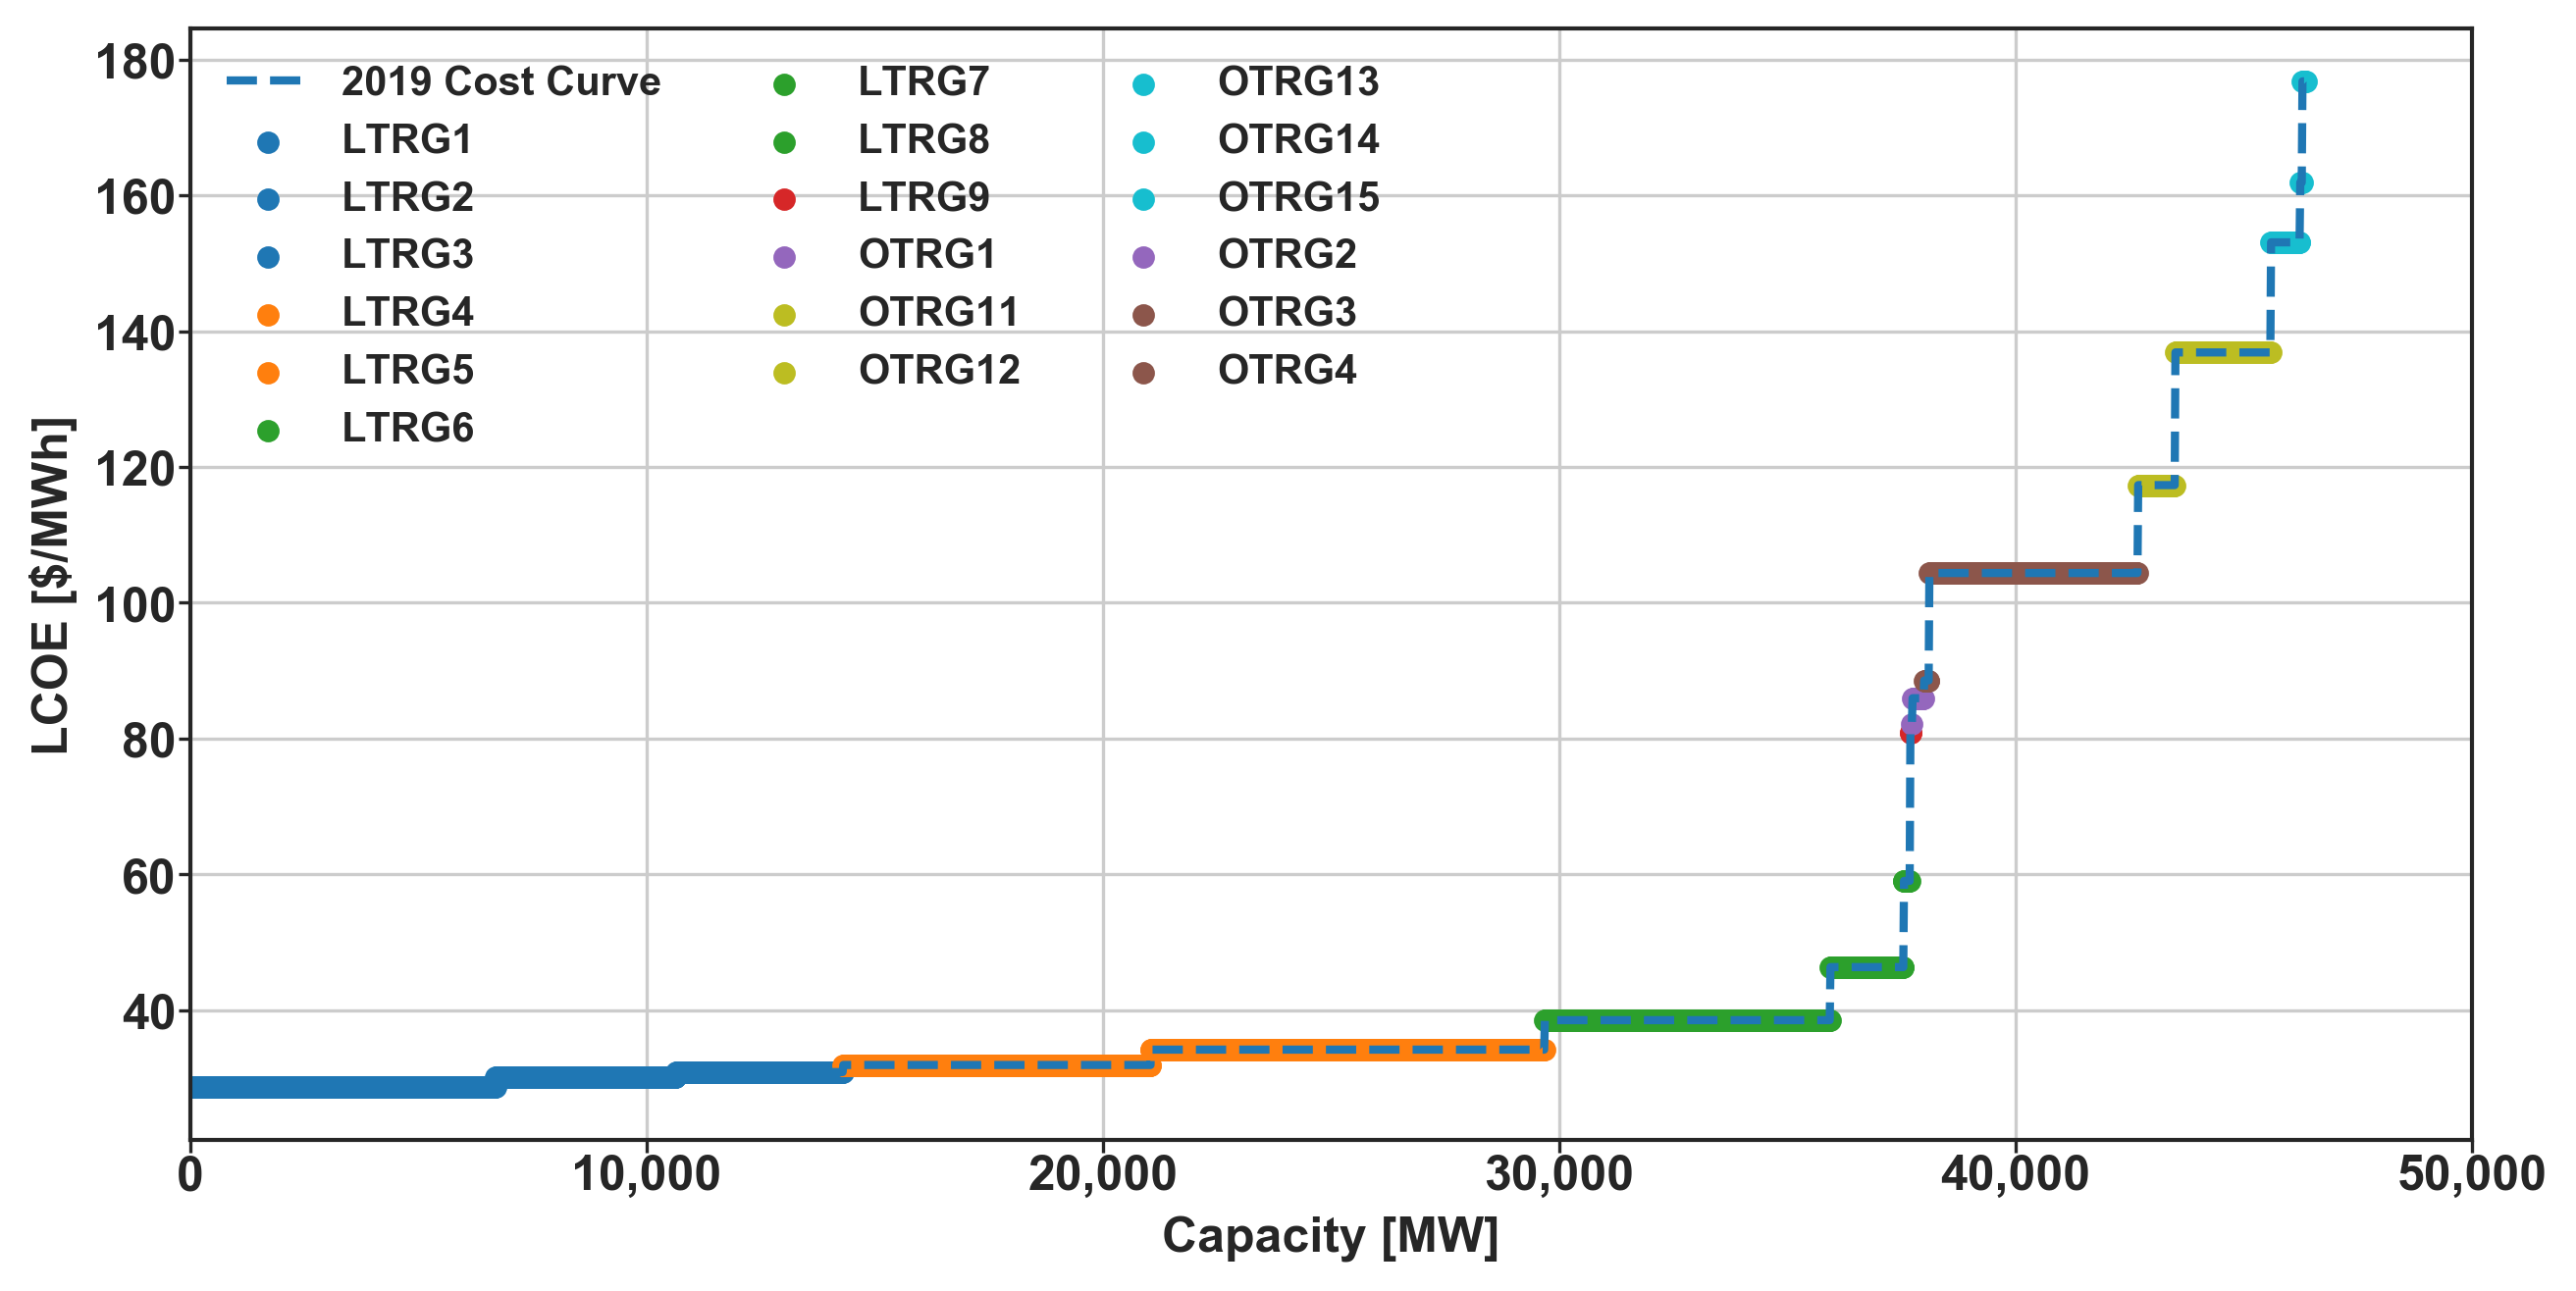 180
160
140
120
100
80
60
40
LCOE [$/MWh]
2019 Cost Curve
LTRG1
LTRG2
LTRG3
LTRG4
LTRG5
LTRG6
LTRG7
LTRG8
LTRG9
OTRG1
OTRG11
OTRG12
OTRG13
OTRG14
OTRG15
OTRG2
OTRG3
OTRG4
0
10,000
20,000
30,000
40,000
50,000
Capacity [MW]